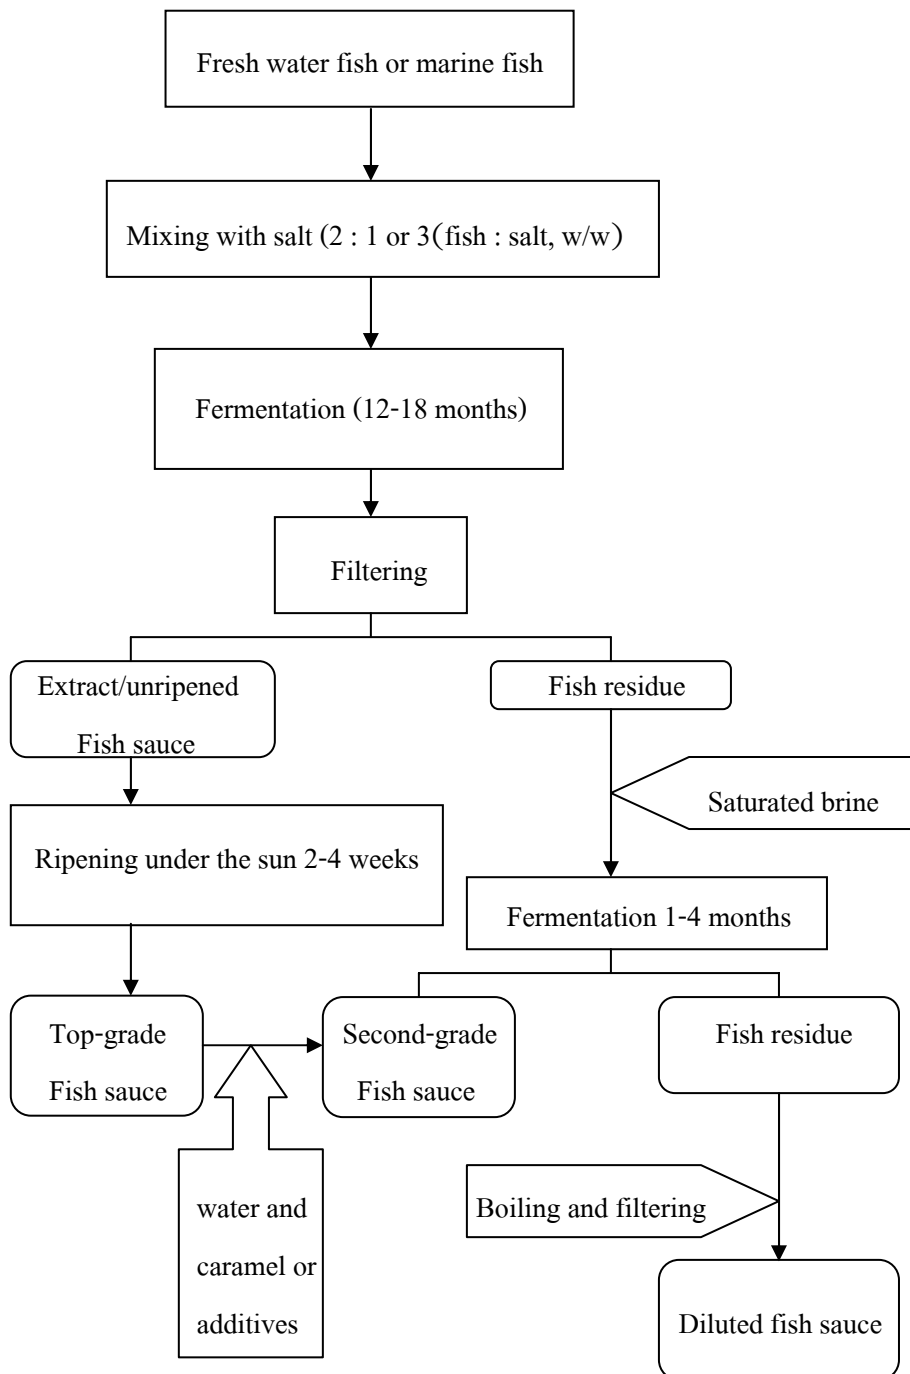 Fresh water fish or marine fish
Mixing with salt (2 : 1 or 3(fish : salt, w/w)
Fermentation (12-18 months)
Filtering
Extract/unripened
Fish sauce
Fish residue
Saturated brine
Ripening under the sun 2-4 weeks
Fermentation 1-4 months
Top-grade
Fish sauce
Second-grade
Fish sauce
Fish residue
water and
caramel or
additives
Boiling and filtering
Diluted fish sauce